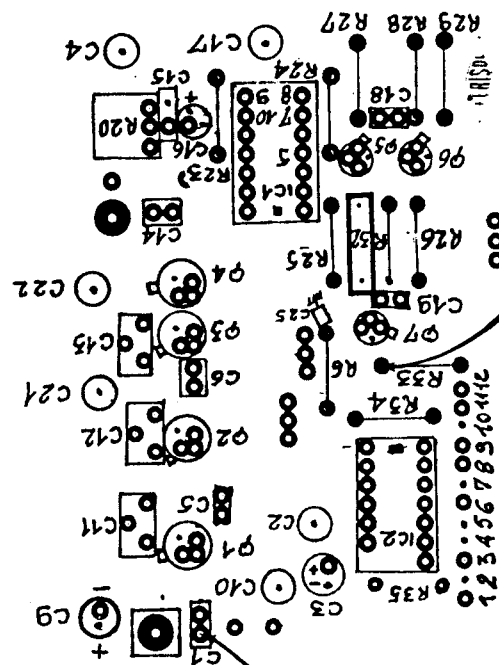 C4
C17
R27
R28
R29
C15
R24
+
R20
-
C16
R23
9
8
10
7
5
IC1
C18
Q5
Q6
C14
R25
R32
R26
C22
Q4
C13
Q3
C6
C25
C19
Q7
R6
R33
C21
C12
Q2
R34
C11
C5
Q1
C2
IC2
C10
C3
+
-
+
R35
1 2 3 4 5 6 7 8 9 10 11 12
C9
-
+
C1